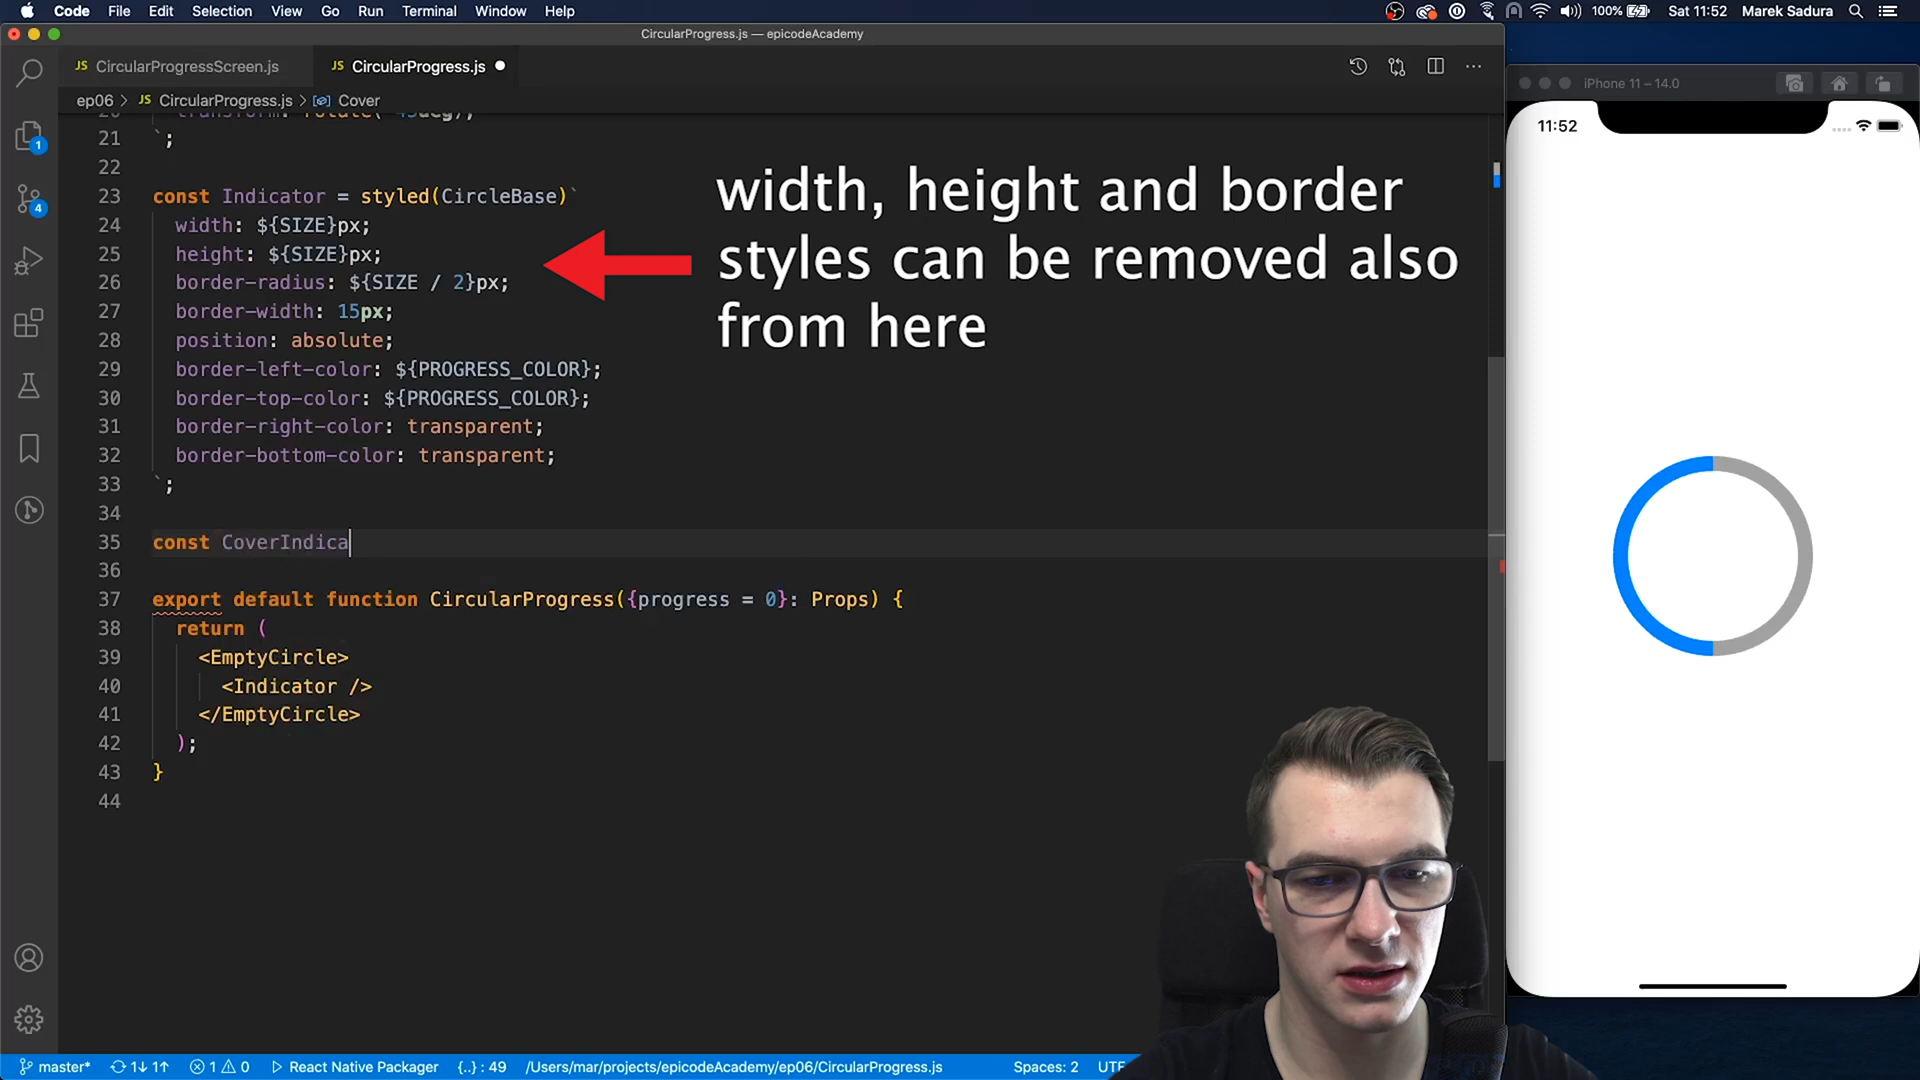 Code File Edit Selection View Go Run Terminal Window Help 100% Sat 11:52 Marek Sadura
CircularProgress.js — epicodeAcademy
JS CircularProgressScreen.js JS CircularProgress.js
ep06 > JS CircularProgress.js > Cover
21 `;
22
23 const Indicator = styled(CircleBase)`
24 width: ${SIZE}px;
25 height: ${SIZE}px;
26 border-radius: ${SIZE / 2}px;
27 border-width: 15px;
28 position: absolute;
29 border-left-color: ${PROGRESS_COLOR};
30 border-top-color: ${PROGRESS_COLOR};
31 border-right-color: transparent;
32 border-bottom-color: transparent;
33 `;
34
35 const CoverIndica
36
37 export default function CircularProgress({progress = 0}: Props) {
38 return (
39 <EmptyCircle>
40 <Indicator />
41 </EmptyCircle>
42 );
43 }
44
width, height and border
styles can be removed also
from here
1
4
iPhone 11 – 14.0
11:52
master* 1↓ 1↑ 1 0 React Native Packager {..} : 49 /Users/mar/projects/epicodeAcademy/ep06/CircularProgress.js Spaces: 2 UTF